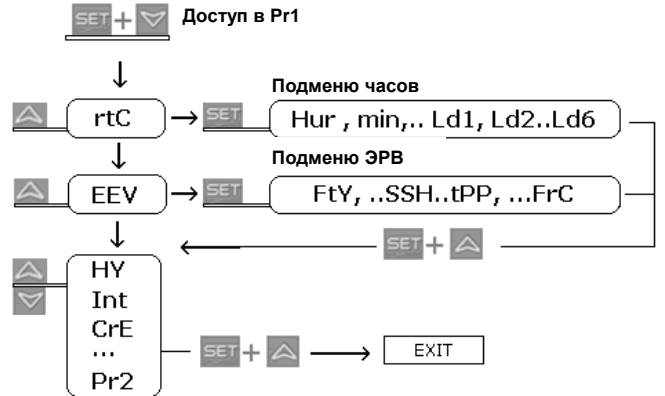 SET + Доступ в Pr1
Подменю часов
rtC SET Hur , min,.. Ld1, Ld2..Ld6
Подменю ЭРВ
EEV SET FtY, ..SSH..tPP, ...FrC
SET +
HY
Int
CrE
...
Pr2
SET + EXIT